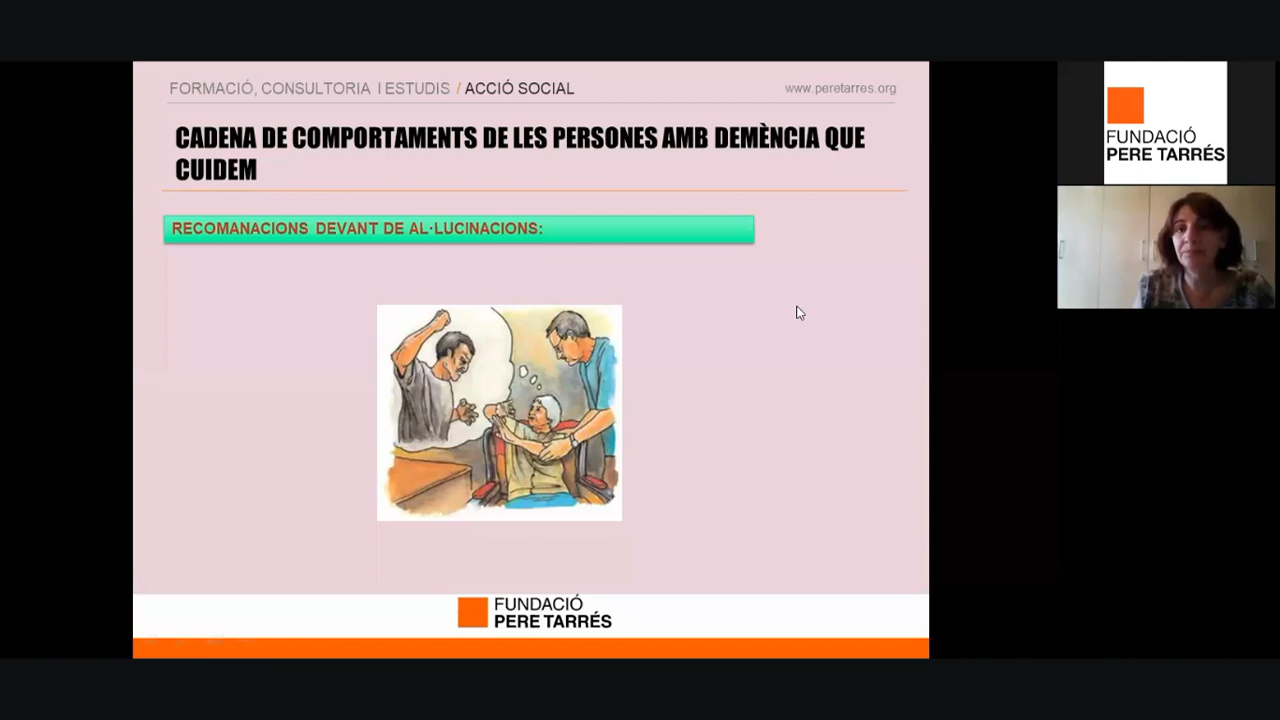 FORMACIÓ, CONSULTORIA I ESTUDIS / ACCIÓ SOCIAL
www.peretarres.org
CADENA DE COMPORTAMENTS DE LES PERSONES AMB DEMÈNCIA QUE
CUIDEM
RECOMANACIONS DEVANT DE AL·LUCINACIONS:
FUNDACIÓ
PERE TARRÉS
FUNDACIÓ
PERE TARRÉS